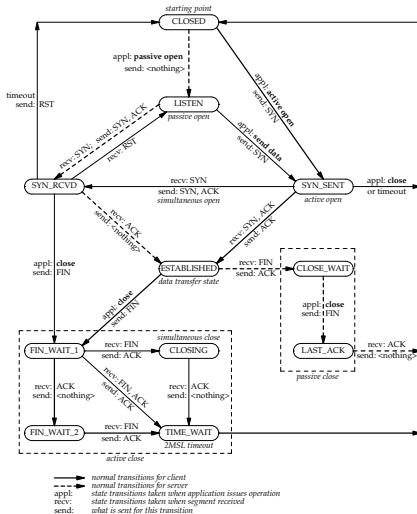 starting point
CLOSED
appl: passive open
send: <nothing>
appl: active open
send: SYN
timeout
send: RST
LISTEN
passive open
recv: SYN; send: SYN, ACK
recv: RST
appl: send data
send: SYN
SYN_RCVD
recv: SYN
send: SYN, ACK
simultaneous open
SYN_SENT
active open
appl: close
or timeout
recv: ACK
send: <nothing>
recv: SYN, ACK
send: ACK
appl: close
send: FIN
ESTABLISHED
data transfer state
recv: FIN
send: ACK
CLOSE_WAIT
appl: close
send: FIN
appl: close
send: FIN
LAST_ACK
recv: ACK
send: <nothing>
passive close
simultaneous close
FIN_WAIT_1
recv: FIN
send: ACK
CLOSING
recv: ACK
send: <nothing>
recv: FIN, ACK
send: ACK
recv: ACK
send: <nothing>
FIN_WAIT_2
recv: FIN
send: ACK
TIME_WAIT
2MSL timeout
active close
normal transitions for client
normal transitions for server
appl: state transitions taken when application issues operation
recv: state transitions taken when segment received
send: what is sent for this transition